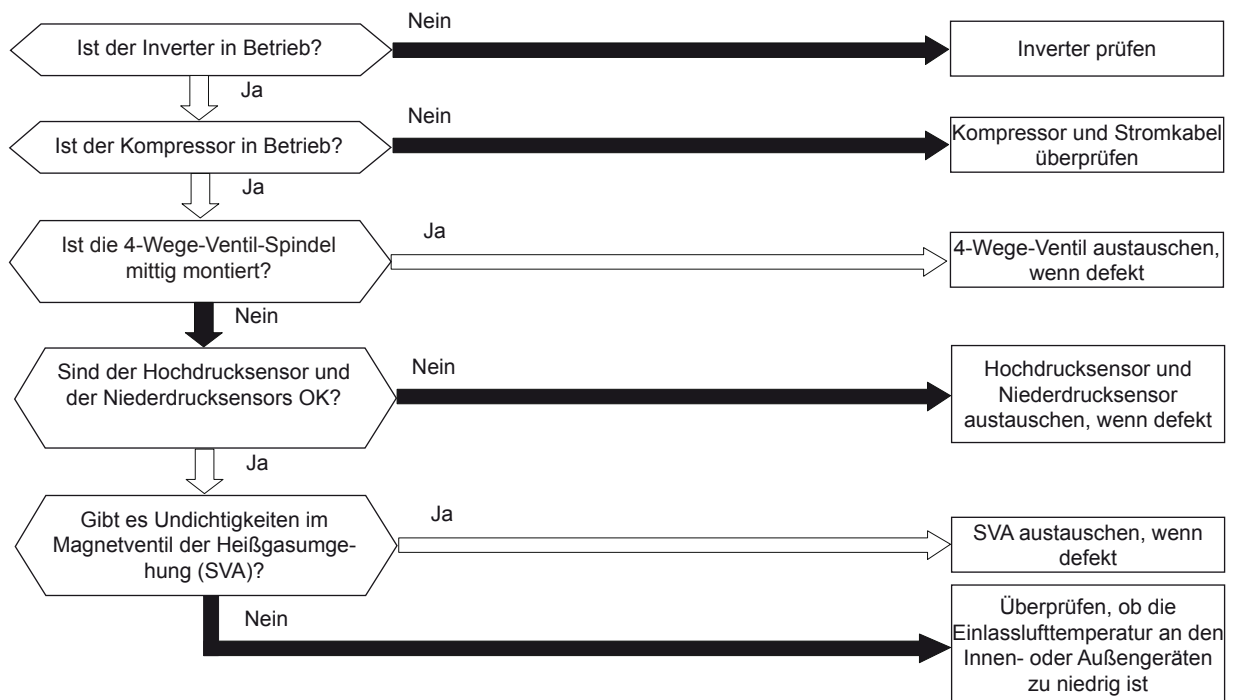 Nein
Ist der Inverter in Betrieb?
Inverter prüfen
Ja
Nein
Ist der Kompressor in Betrieb?
Kompressor und Stromkabel
überprüfen
Ja
Ist die 4-Wege-Ventil-Spindel
mittig montiert?
Ja
4-Wege-Ventil austauschen,
wenn defekt
Nein
Sind der Hochdrucksensor und
der Niederdrucksensors OK?
Nein
Hochdrucksensor und
Niederdrucksensor
austauschen, wenn defekt
Ja
Gibt es Undichtigkeiten im
Magnetventil der Heißgasumge-
hung (SVA)?
Ja
SVA austauschen, wenn
defekt
Nein
Überprüfen, ob die
Einlasslufttemperatur an den
Innen- oder Außengeräten
zu niedrig ist